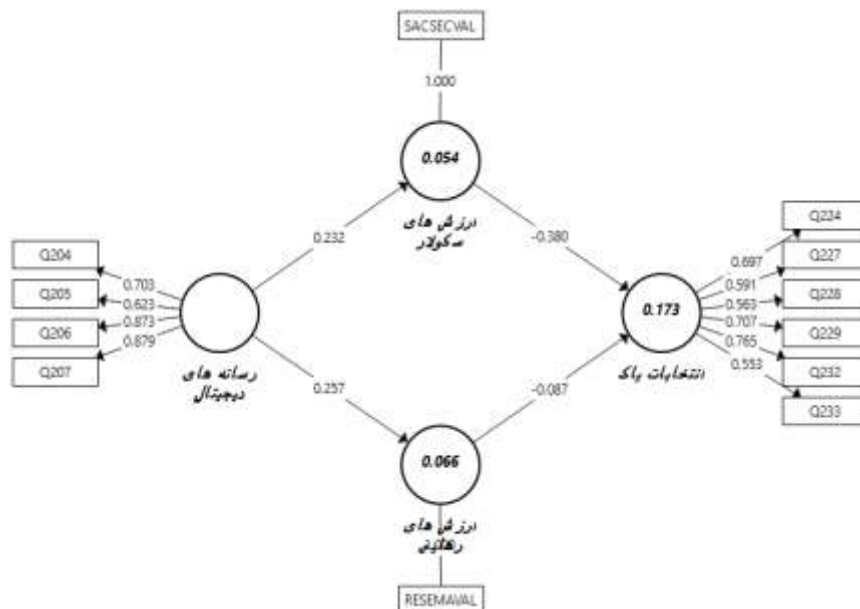 SACSECVAL
1.000
0.054
ارزش های
سکولار
0.232
-0.380
Q204
Q205
Q206
Q207
0.703
0.623
0.873
0.879
رسانه های
دیجیتال
0.257
-0.087
0.173
انتخابات پاک
0.697
0.591
0.563
0.707
0.765
0.553
Q224
Q227
Q228
Q229
Q232
Q233
0.066
ارزش های
رهایی
RESEMAVAL